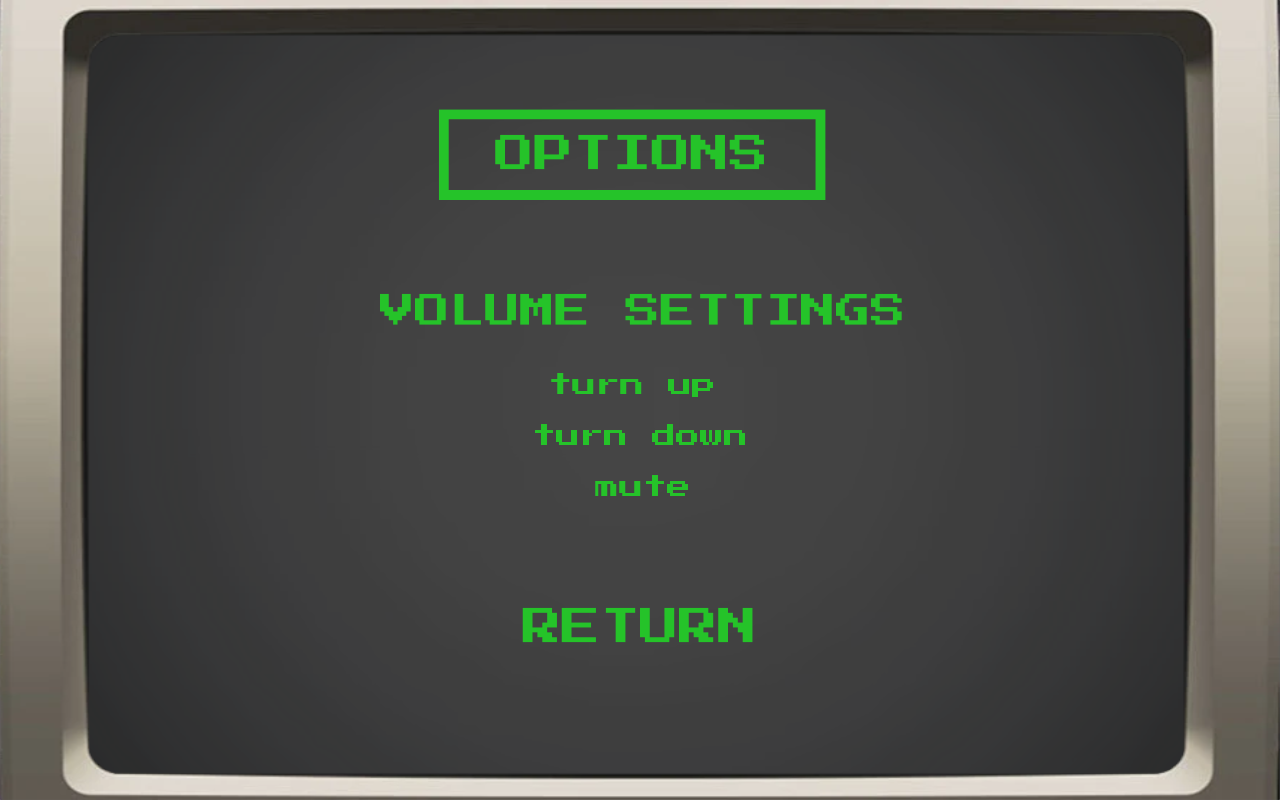 OPTIONS
VOLUME SETTINGS
turn up
turn down
mute
RETURN